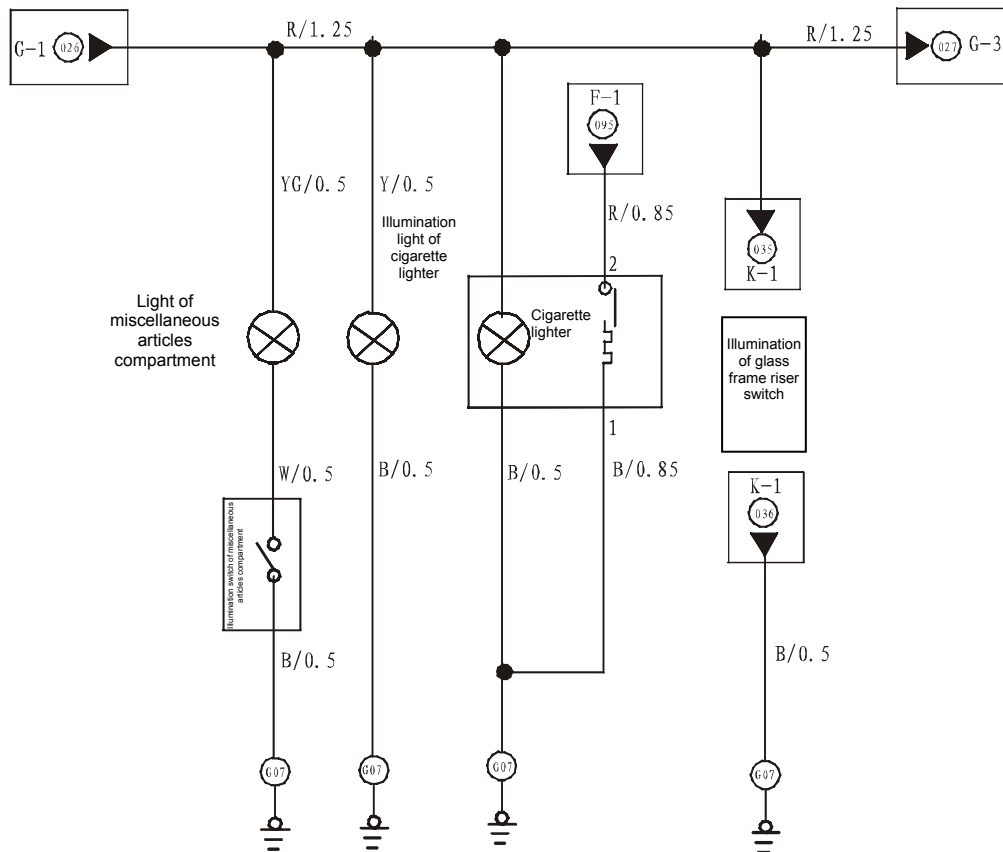 G-1
026
R/1.25
R/1.25
027
G-3
F-1
095
YG/0.5
Y/0.5
R/0.85
Illumination
light of
cigarette
lighter
035
K-1
2
Light of
miscellaneous
articles
compartment
Cigarette
lighter
Illumination
of glass
frame riser
switch
1
W/0.5
B/0.5
B/0.5
B/0.85
K-1
036
Illumination switch of miscellaneous
articles compartment
B/0.5
B/0.5
G07
G07
G07
G07